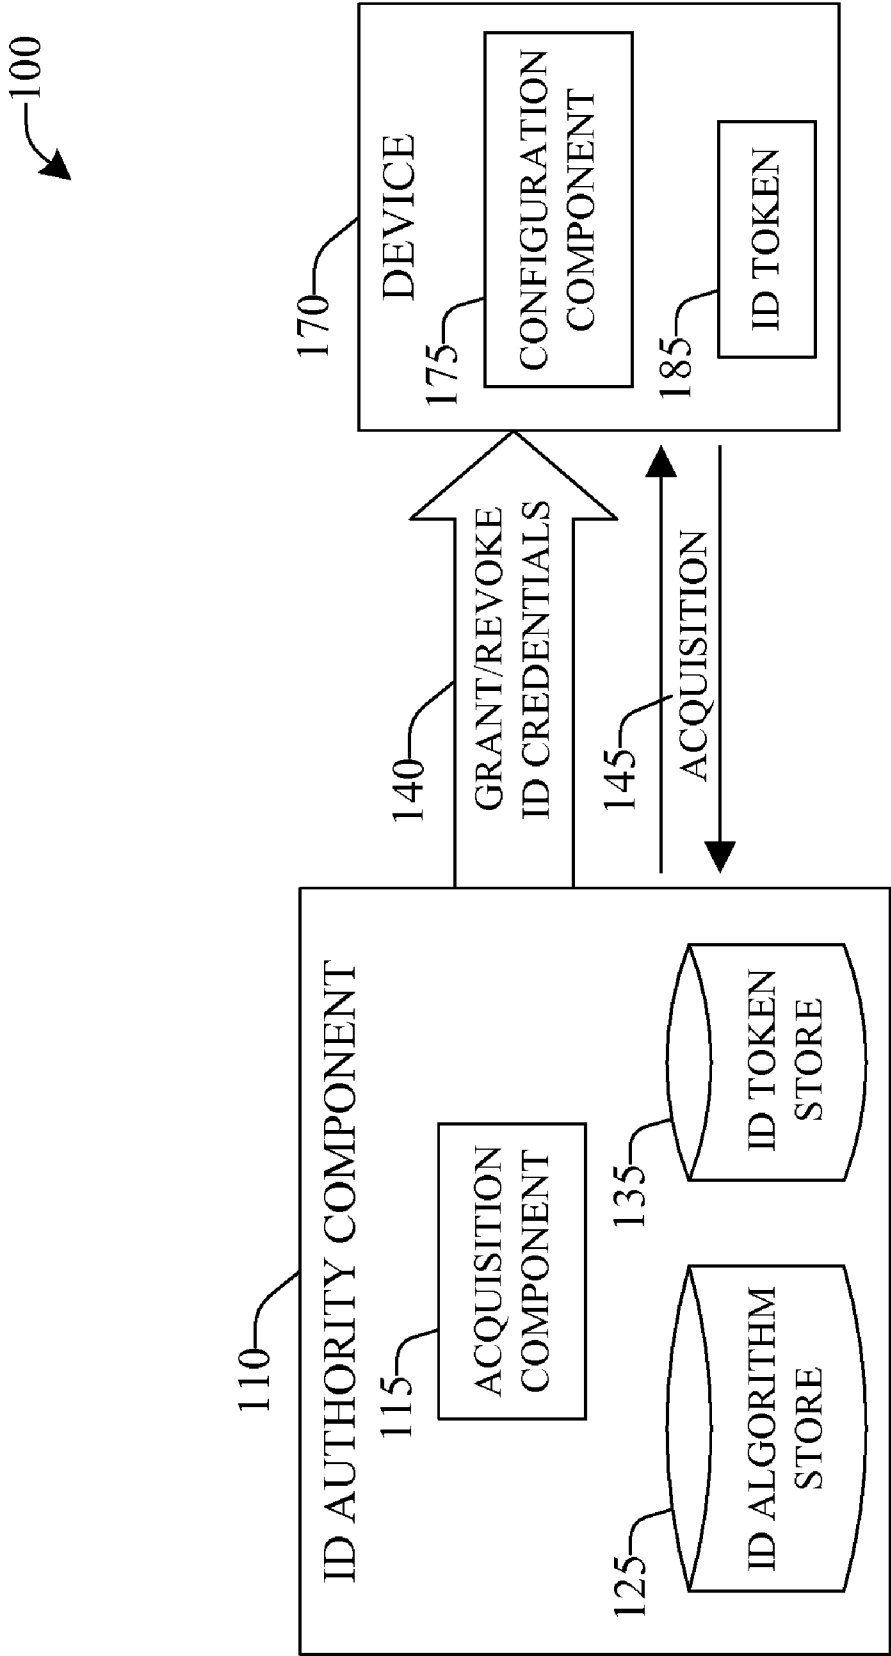 100
110
ID AUTHORITY COMPONENT
115
ACQUISITION
COMPONENT
125
ID ALGORITHM
STORE
135
ID TOKEN
STORE
140
GRANT/REVOKE
ID CREDENTIALS
145
ACQUISITION
170
DEVICE
175
CONFIGURATION
COMPONENT
185
ID TOKEN